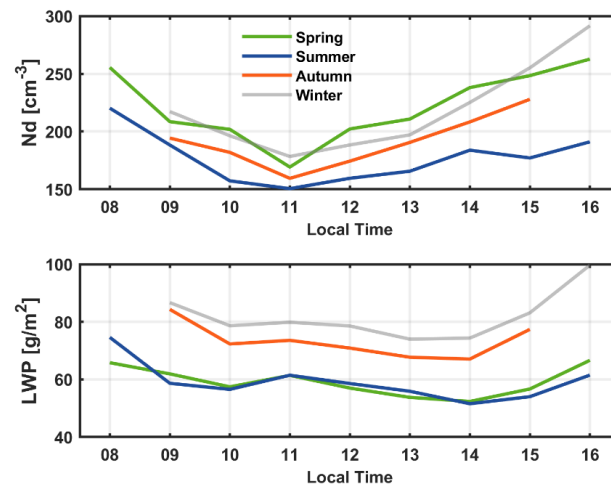 300
250
200
150
Nd [cm-3]
Spring
Summer
Autumn
Winter
08 09 10 11 12 13 14 15 16
Local Time
100
80
60
40
LWP [g/m2]
08 09 10 11 12 13 14 15 16
Local Time